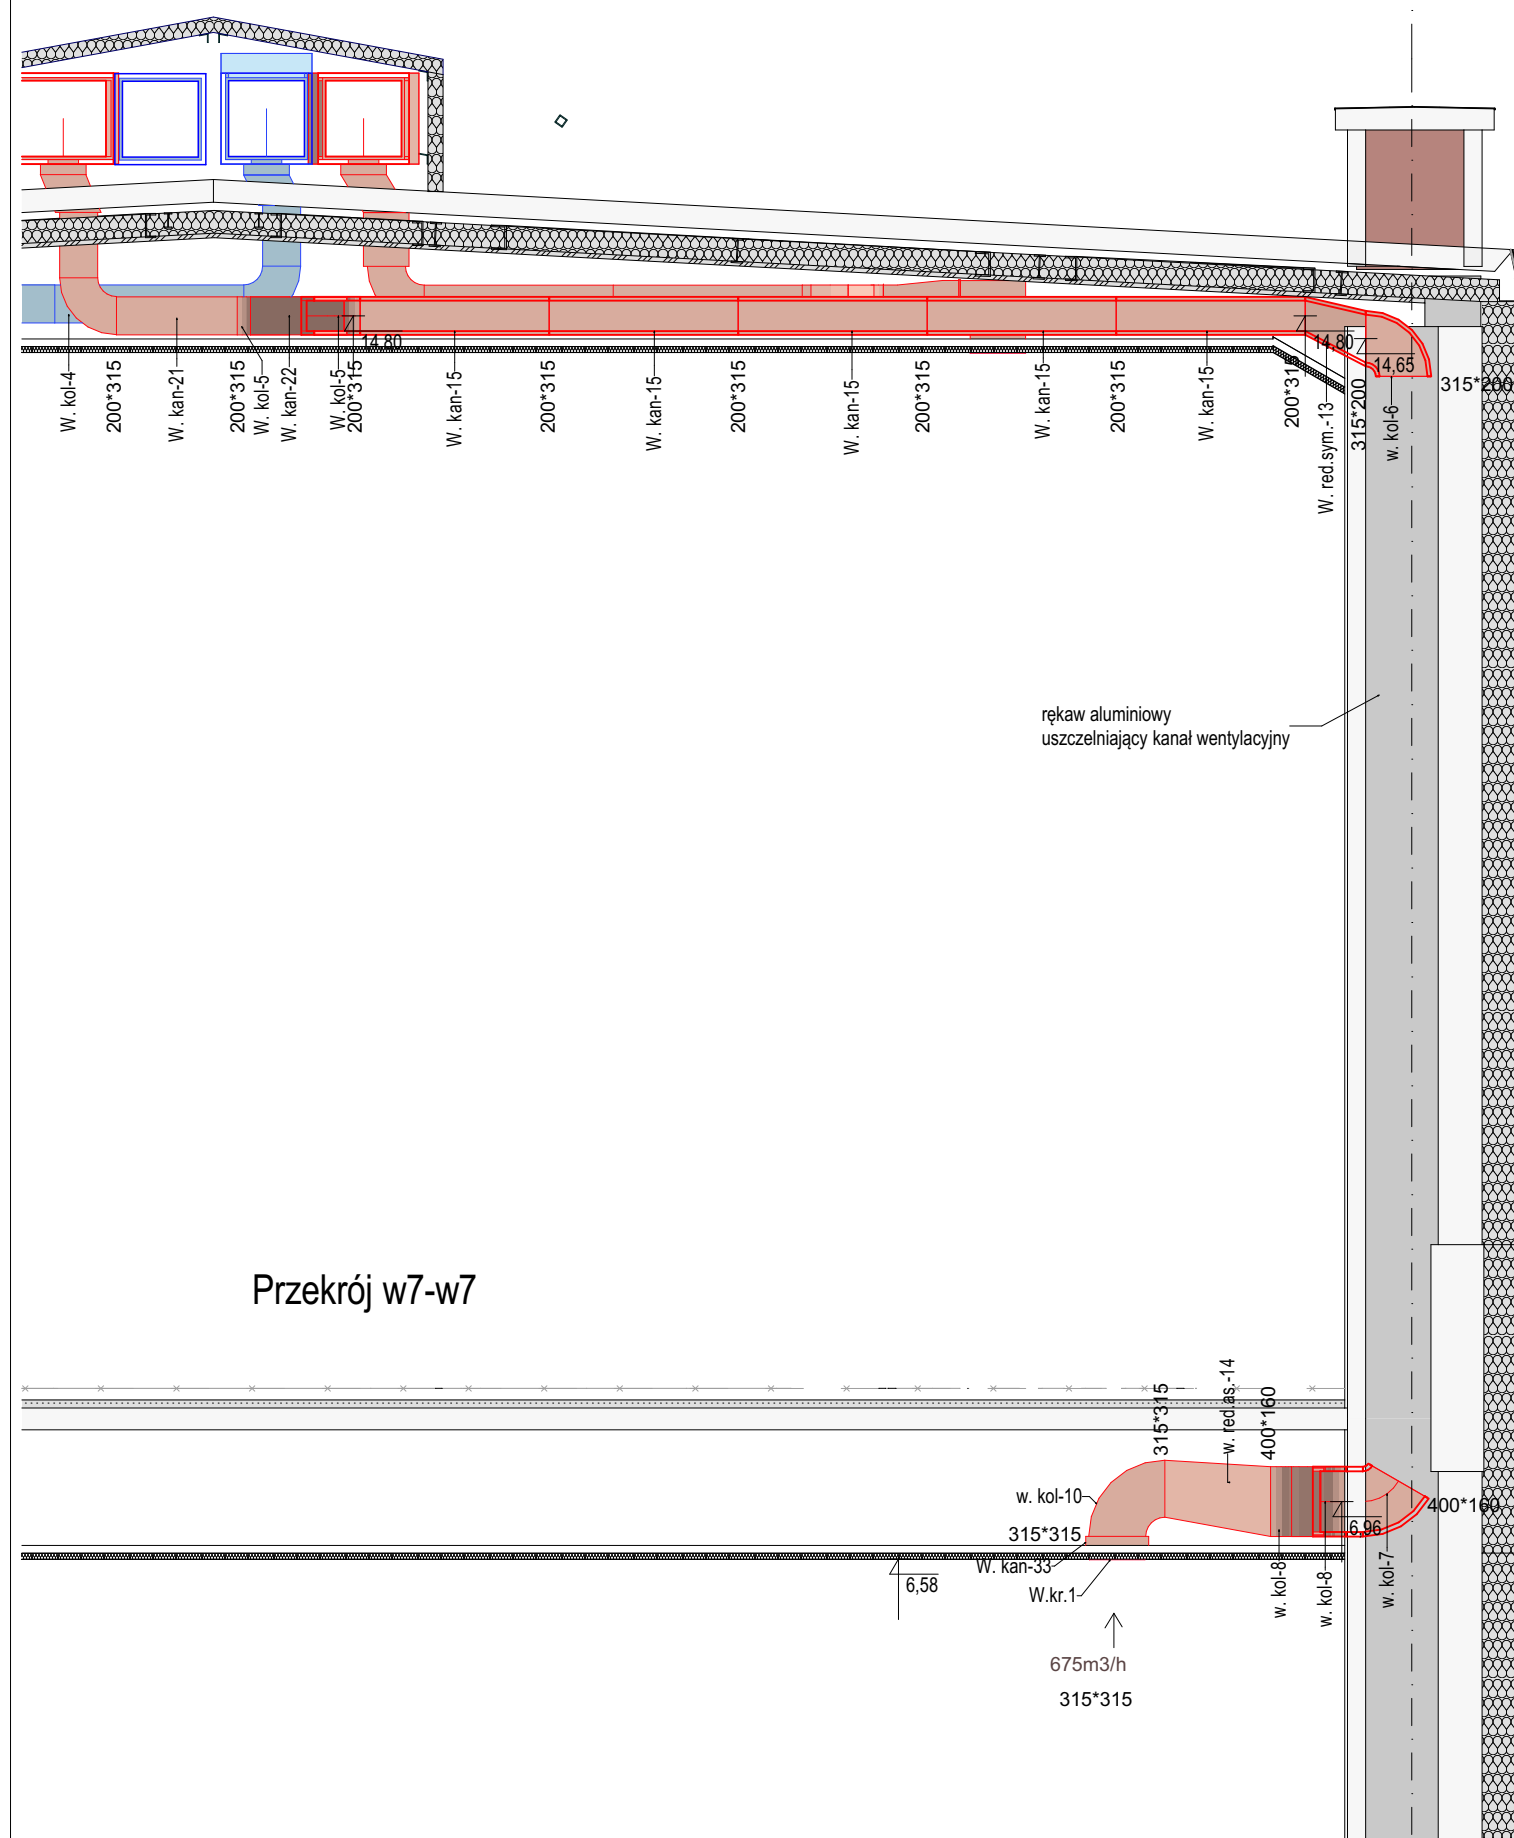 14,80
14,80
14,65
315*200
W. kol-4
200*315
W. kan-21
200*315
W. kol-5
W. kan-22
W. kol-5
200*315
W. kan-15
200*315
W. kan-15
200*315
W. kan-15
200*315
W. kan-15
200*315
W. kan-15
W. red.sym.-13
315*200
w. kol-6
rękaw aluminiowy
uszczelniający kanał wentylacyjny
Przekrój w7-w7
315*315
w. red.as.-14
400*160
w. kol-10
400*160
6,96
315*315
W. kan-33
W.kr.1
w. kol-8
w. kol-8
w. kol-7
6,58
675m3/h
315*315